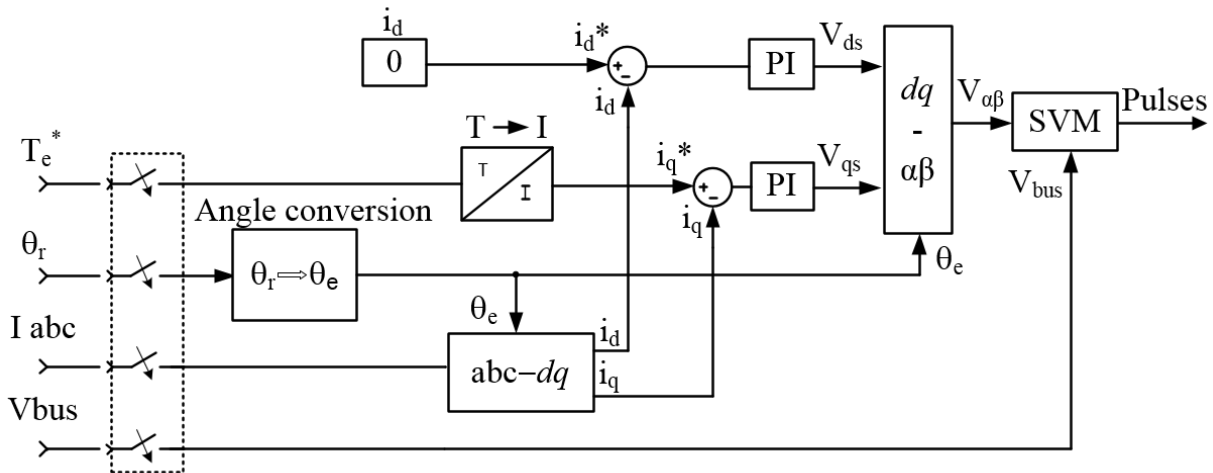 i_d
0
i_d*
+
-
i_d
PI
V_ds
dq
-
αβ
V_αβ
SVM
Pulses
V_bus
T_e*
T → I
T
I
i_q*
+
-
i_q
PI
V_qs
Angle conversion
θ_r
θ_r⇒θ_e
θ_e
θ_e
I abc
abc–dq
i_d
i_q
Vbus